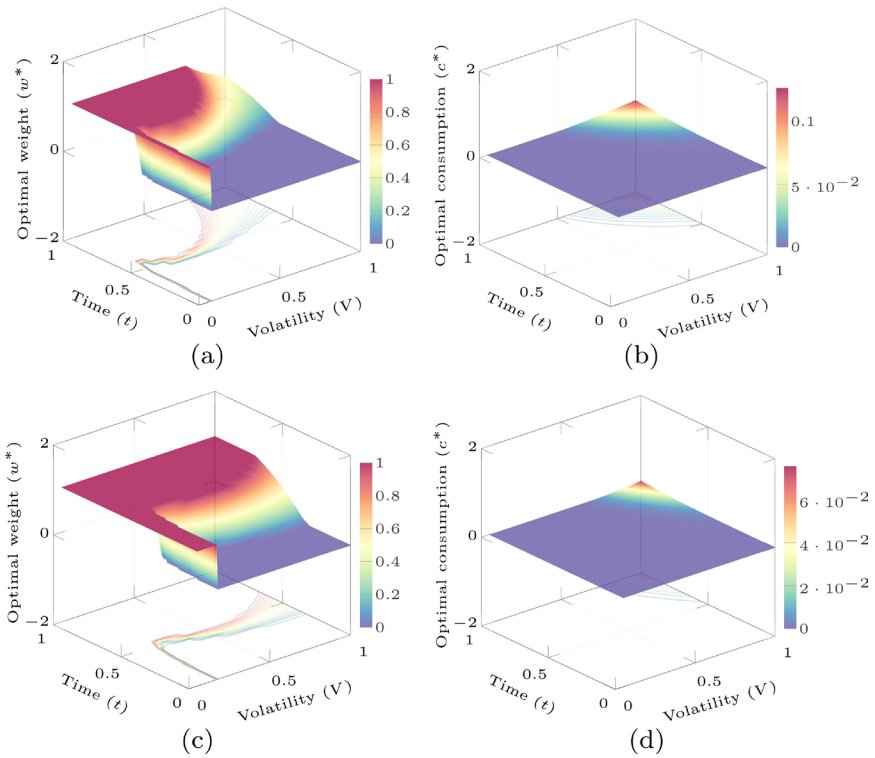 Optimal weight (w*)
2
0
−2
1
0.5
0
Time (t)
0
0.5
1
Volatility (V)
1
0.8
0.6
0.4
0.2
0
(a)
Optimal consumption (c*)
2
0
−2
1
0.5
0
Time (t)
0
0.5
1
Volatility (V)
0.1
5 · 10⁻²
0
(b)
Optimal weight (w*)
2
0
−2
1
0.5
0
Time (t)
0
0.5
1
Volatility (V)
1
0.8
0.6
0.4
0.2
0
(c)
Optimal consumption (c*)
2
0
−2
1
0.5
0
Time (t)
0
0.5
1
Volatility (V)
6 · 10⁻²
4 · 10⁻²
2 · 10⁻²
0
(d)